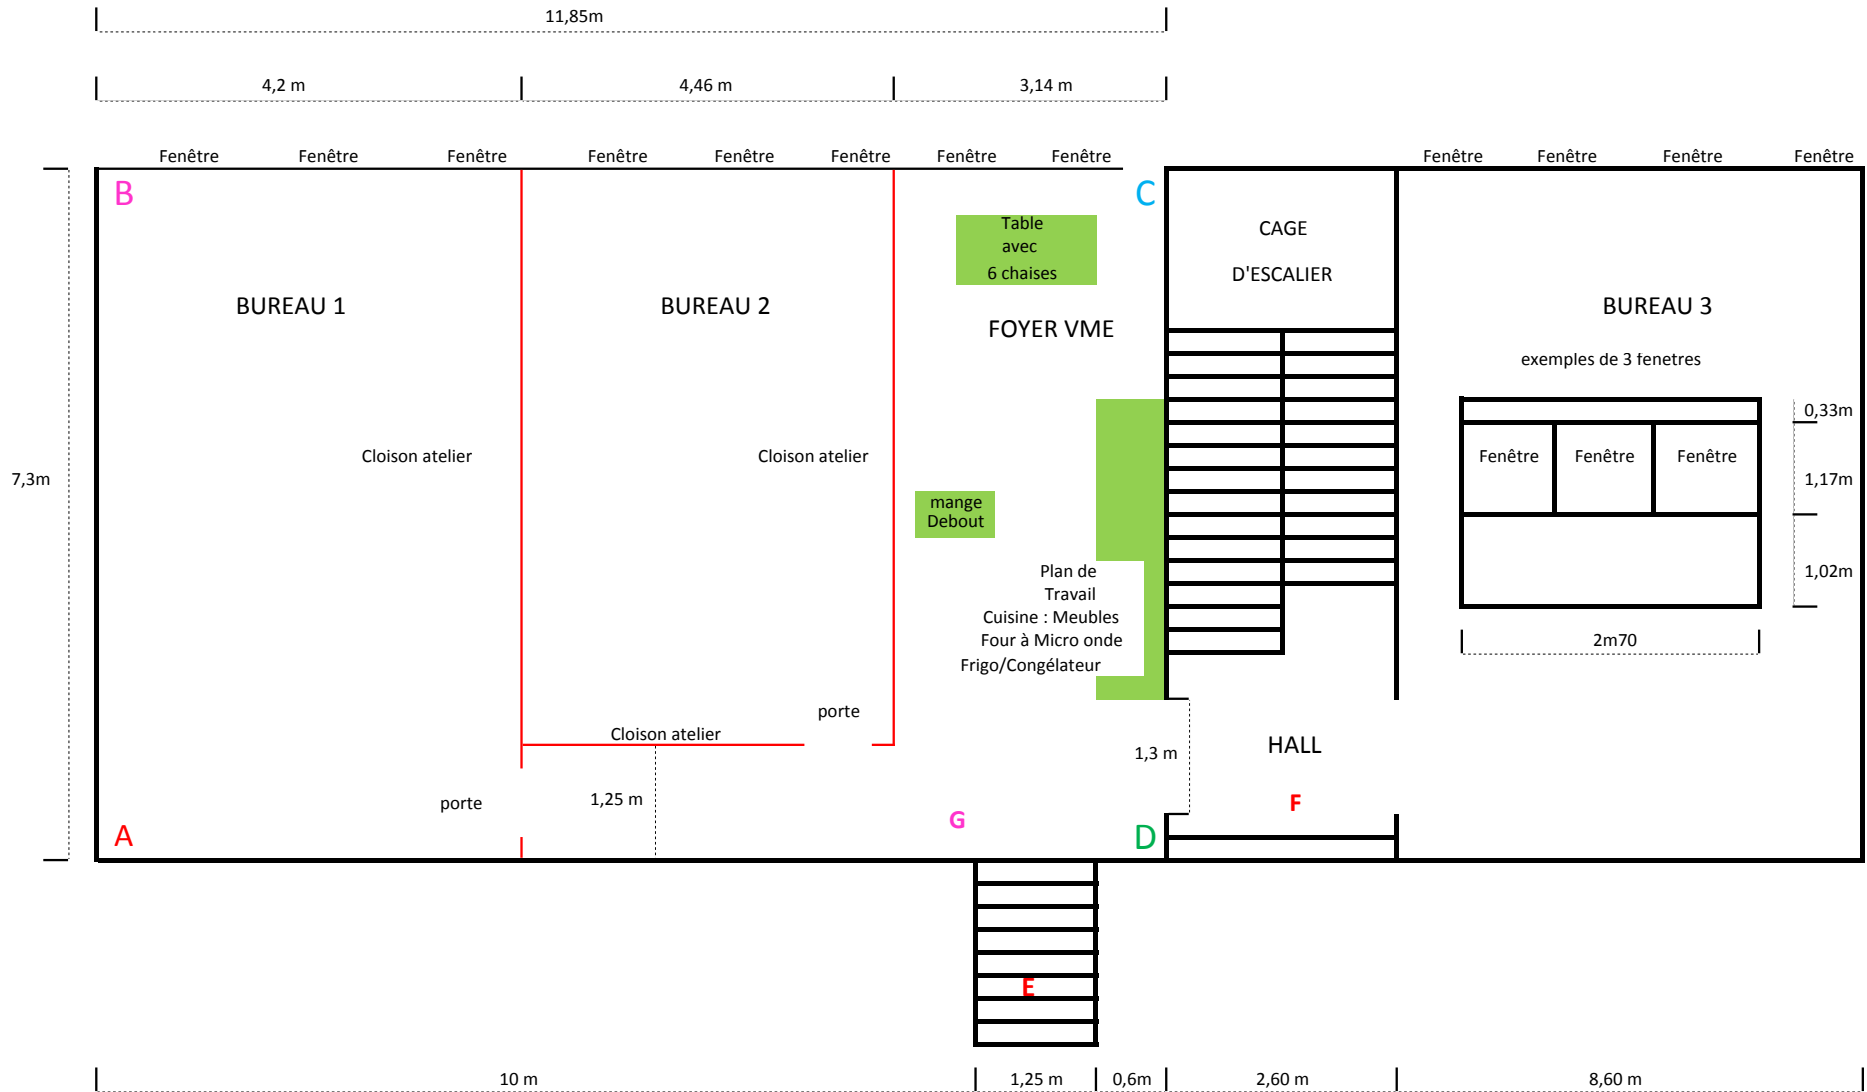 11,85m
4,2 m
4,46 m
3,14 m
Fenêtre Fenêtre Fenêtre Fenêtre Fenêtre Fenêtre Fenêtre Fenêtre Fenêtre Fenêtre Fenêtre Fenêtre
B
C
Table
avec
6 chaises
CAGE
D'ESCALIER
BUREAU 1
BUREAU 2
FOYER VME
BUREAU 3
exemples de 3 fenetres
0,33m
Cloison atelier
Cloison atelier
Fenêtre Fenêtre Fenêtre
7,3m
1,17m
mange
Debout
Plan de
Travail
Cuisine : Meubles
Four à Micro onde
Frigo/Congélateur
1,02m
2m70
porte
Cloison atelier
1,3 m
HALL
porte
1,25 m
F
G
A
D
E
10 m
1,25 m
0,6m
2,60 m
8,60 m